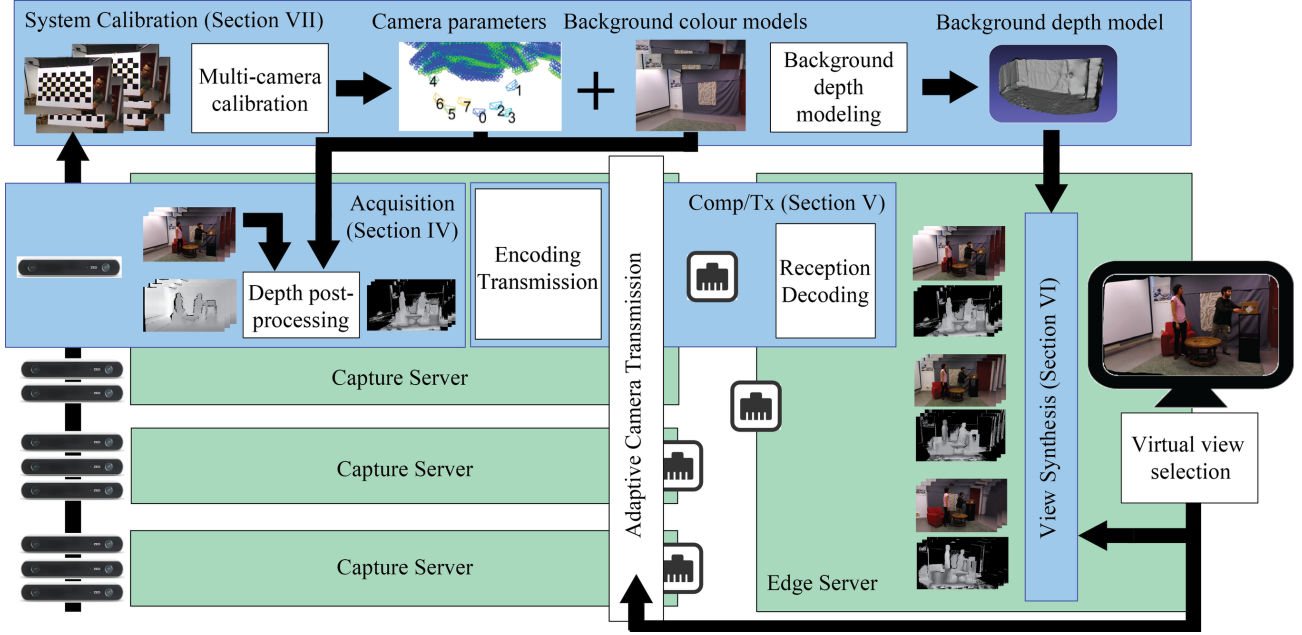 System Calibration (Section VII)
Camera parameters
Background colour models
Background depth model
Multi-camera
calibration
4
6
5
7
0
1
2
3
Background
depth
modeling
Acquisition
(Section IV)
Depth post-
processing
Encoding
Transmission
Comp/Tx (Section V)
Reception
Decoding
Adaptive Camera Transmission
View Synthesis (Section VI)
Capture Server
Capture Server
Capture Server
Edge Server
Virtual view
selection